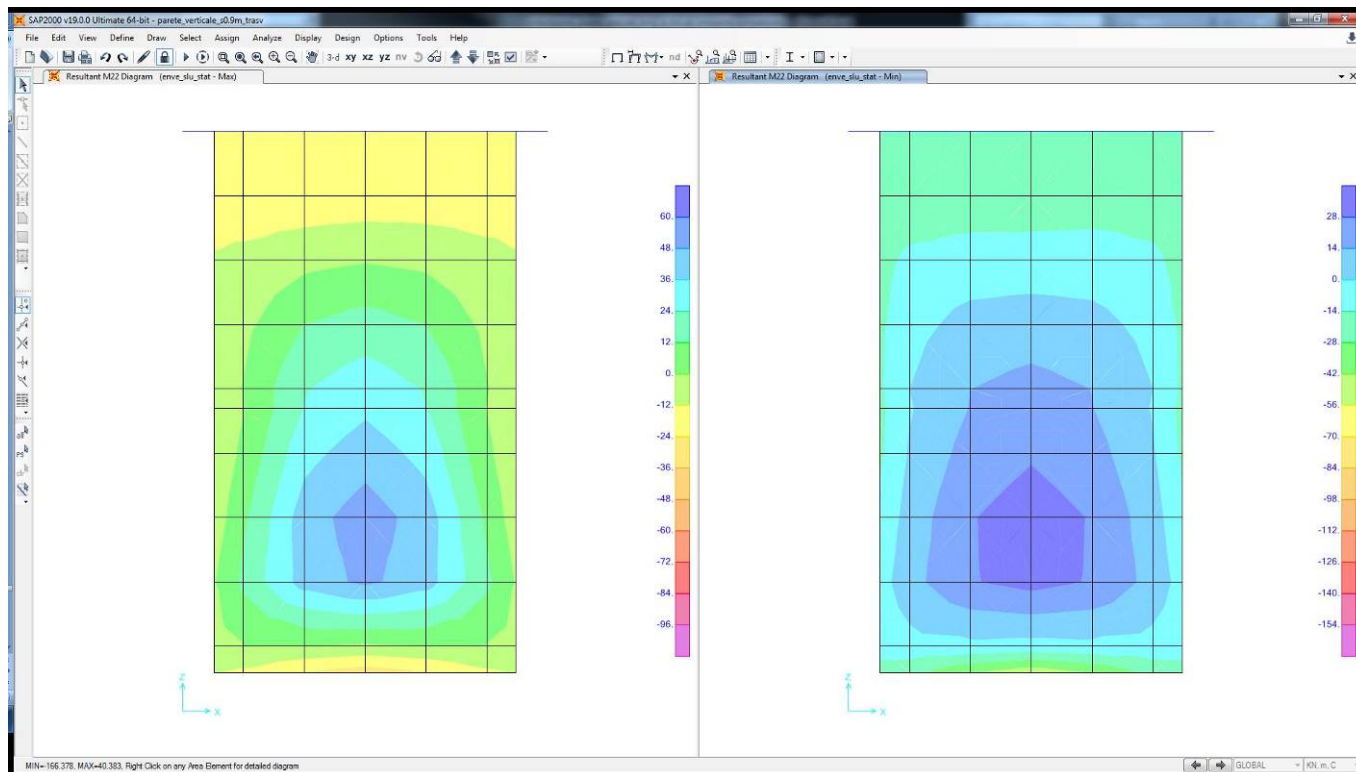 SAP2000 v19.0.0 Ultimate 64-bit - parete_verticale_s0.9m_trasv
File Edit View Define Draw Select Assign Analyze Display Design Options Tools Help
3-d xy xz yz nv nd
Resultant M22 Diagram (enve_slu_stat - Max)
Resultant M22 Diagram (enve_slu_stat - Min)
60.
48.
36.
24.
12.
0.
-12.
-24.
-36.
-48.
-60.
-72.
-84.
-96.
Z
X
28.
14.
0.
-14.
-28.
-42.
-56.
-70.
-84.
-98.
-112.
-126.
-140.
-154.
Z
X
MIN=-166.378, MAX=40.383, Right Click on any Area Element for detailed diagram
GLOBAL
KN, m, C